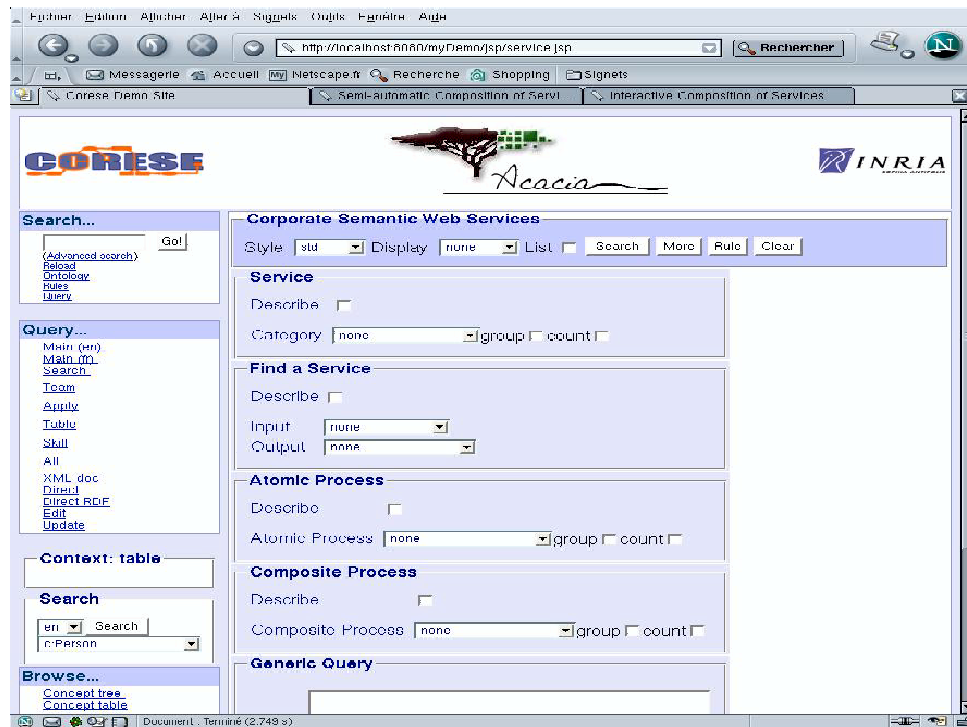 Fichier Edition Afficher Aller à Signets Outils Fenêtre Aide
http://localhost:8080/myDemo/jsp/service.jsp Rechercher N
Messagerie Accueil My Netscape.fr Recherche Shopping Signets
Corese Demo Site Semi-automatic Composition of Servi Interactive Composition of Services
CORESE Acacia INRIA
Search...
Go!
(Advanced search)
Reload
Ontology
Rules
Query
Query...
Main (en)
Main (fr)
Search
Team
Apply
Table
Skill
All
XML doc
Direct
Direct RDF
Edit
Update
Context: table
Search
en Search
c:Person
Browse...
Concept tree
Concept table
Corporate Semantic Web Services
Style std Display none List Search More Rule Clear
Service
Describe
Category none group count
Find a Service
Describe
Input none
Output none
Atomic Process
Describe
Atomic Process none group count
Composite Process
Describe
Composite Process none group count
Generic Query
Document : Terminé (2.749 s)